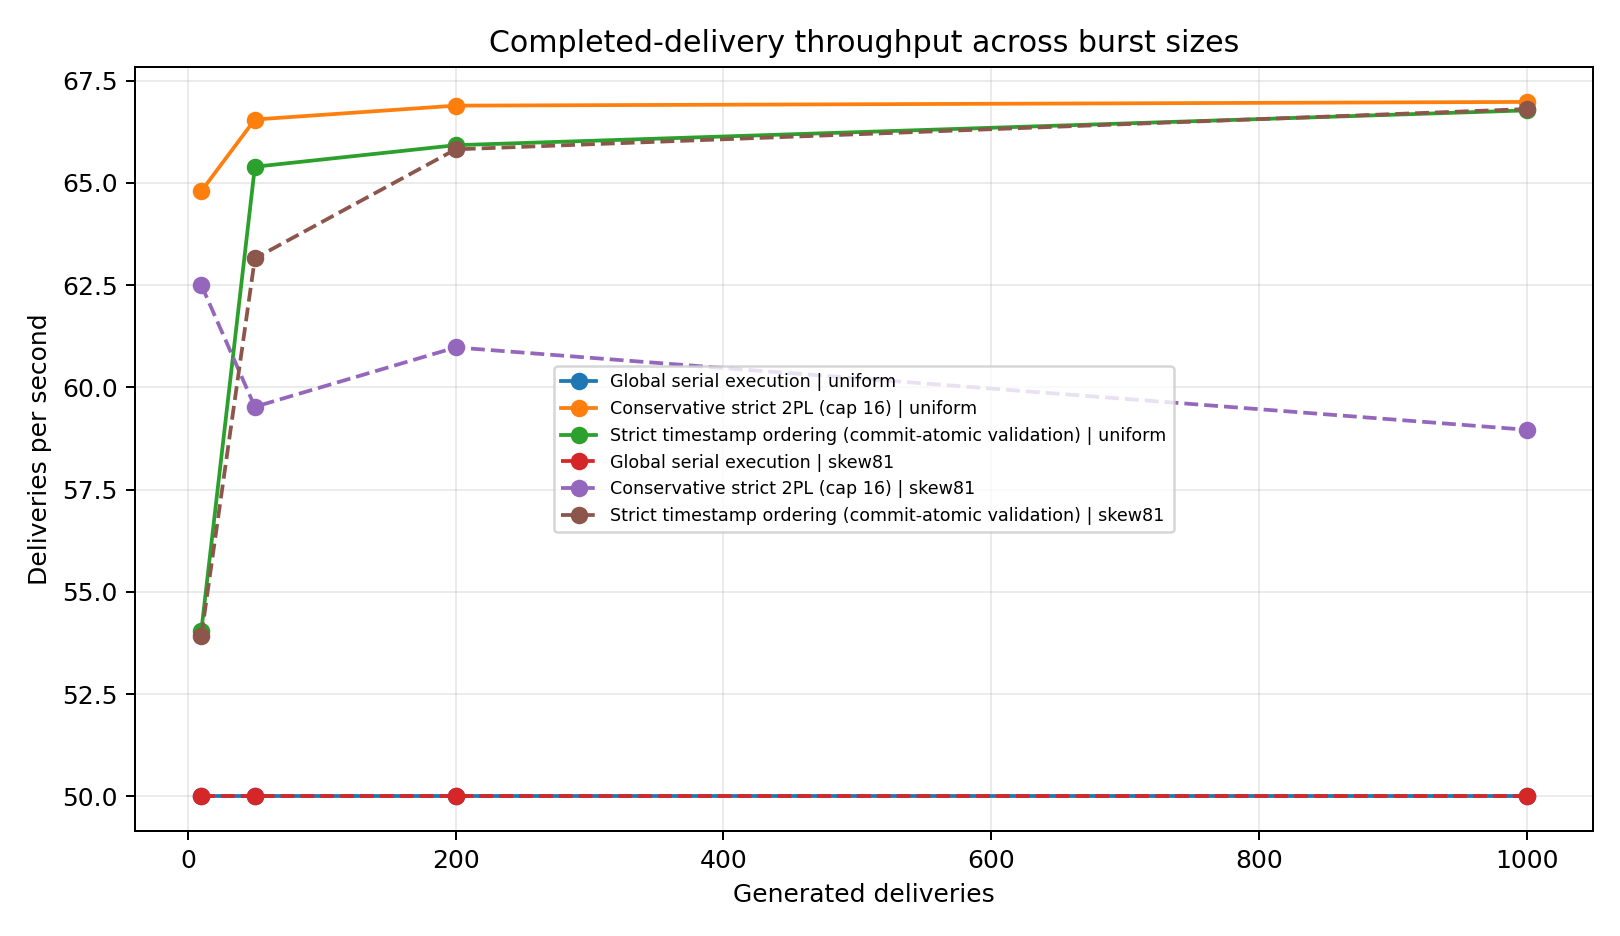 Completed-delivery throughput across burst sizes
Deliveries per second
67.5
65.0
62.5
60.0
57.5
55.0
52.5
50.0
Global serial execution | uniform
Conservative strict 2PL (cap 16) | uniform
Strict timestamp ordering (commit-atomic validation) | uniform
Global serial execution | skew81
Conservative strict 2PL (cap 16) | skew81
Strict timestamp ordering (commit-atomic validation) | skew81
0 200 400 600 800 1000
Generated deliveries